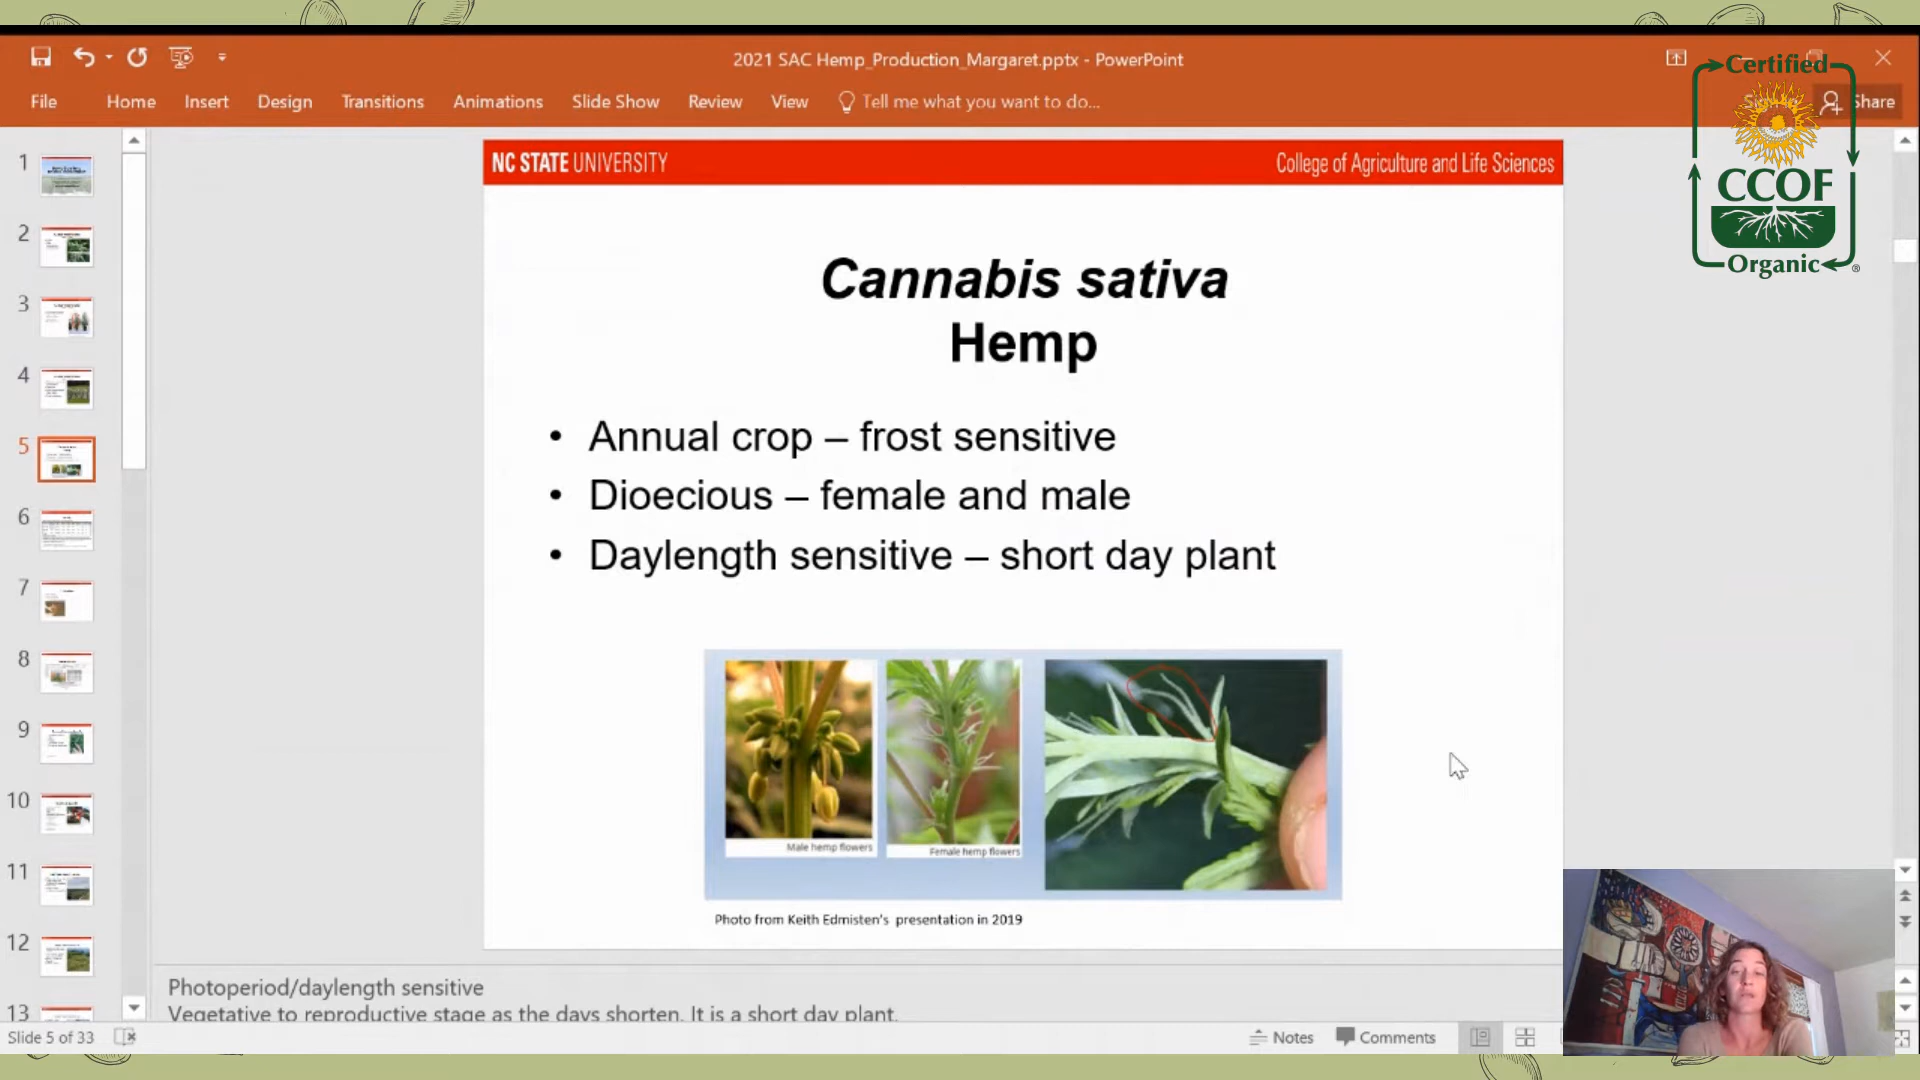 2021 SAC Hemp_Production_Margaret.pptx - PowerPoint
File Home Insert Design Transitions Animations Slide Show Review View Tell me what you want to do... Share
Certified
CCOF
Organic
®
1
2
3
4
5
6
7
8
9
10
11
12
13
NC STATE UNIVERSITY
College of Agriculture and Life Sciences
Cannabis sativa
Hemp
• Annual crop – frost sensitive
• Dioecious – female and male
• Daylength sensitive – short day plant
Male hemp flowers
Female hemp flowers
Photo from Keith Edmisten's presentation in 2019
Photoperiod/daylength sensitive
Vegetative to reproductive stage as the days shorten. It is a short day plant.
Slide 5 of 33
Notes Comments